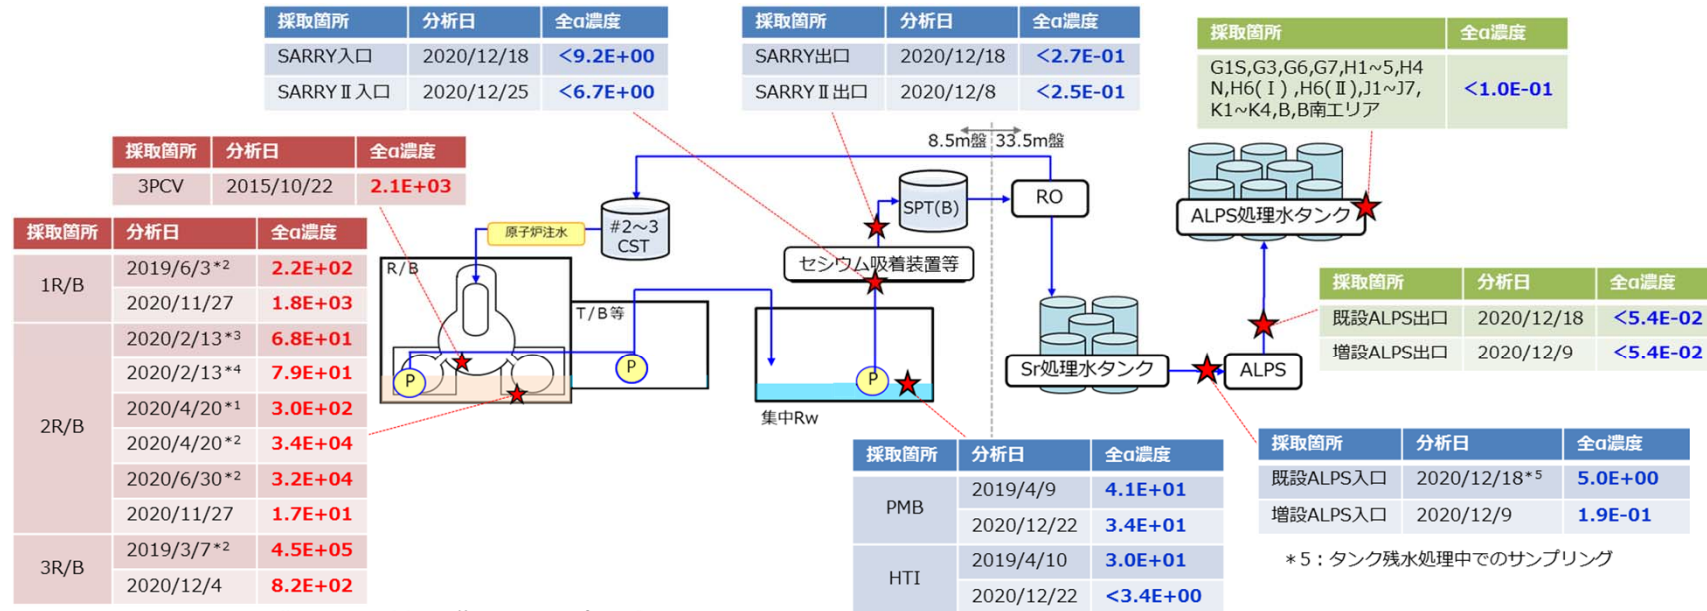 採取箇所 分析日 全α濃度
SARRY入口 2020/12/18 <9.2E+00
SARRYⅡ入口 2020/12/25 <6.7E+00
採取箇所 分析日 全α濃度
SARRY出口 2020/12/18 <2.7E-01
SARRYⅡ出口 2020/12/8 <2.5E-01
採取箇所 全α濃度
G1S,G3,G6,G7,H1~5,H4
N,H6(Ⅰ),H6(Ⅱ),J1~J7,
K1~K4,B,B南エリア
<1.0E-01
採取箇所 分析日 全α濃度
3PCV 2015/10/22 2.1E+03
採取箇所 分析日 全α濃度
1R/B
2019/6/3*2 2.2E+02
2020/11/27 1.8E+03
2R/B
2020/2/13*3 6.8E+01
2020/2/13*4 7.9E+01
2020/4/20*1 3.0E+02
2020/4/20*2 3.4E+04
2020/6/30*2 3.2E+04
2020/11/27 1.7E+01
3R/B
2019/3/7*2 4.5E+05
2020/12/4 8.2E+02
8.5m盤 33.5m盤
原子炉注水
#2~3
CST
R/B
T/B等
P
P
P
集中Rw
セシウム吸着装置等
SPT(B)
RO
Sr処理水タンク
ALPS
ALPS処理水タンク
採取箇所 分析日 全α濃度
既設ALPS出口 2020/12/18 <5.4E-02
増設ALPS出口 2020/12/9 <5.4E-02
採取箇所 分析日 全α濃度
PMB
2019/4/9 4.1E+01
2020/12/22 3.4E+01
HTI
2019/4/10 3.0E+01
2020/12/22 <3.4E+00
採取箇所 分析日 全α濃度
既設ALPS入口 2020/12/18*5 5.0E+00
増設ALPS入口 2020/12/9 1.9E-01
*5：タンク残水処理中でのサンプリング